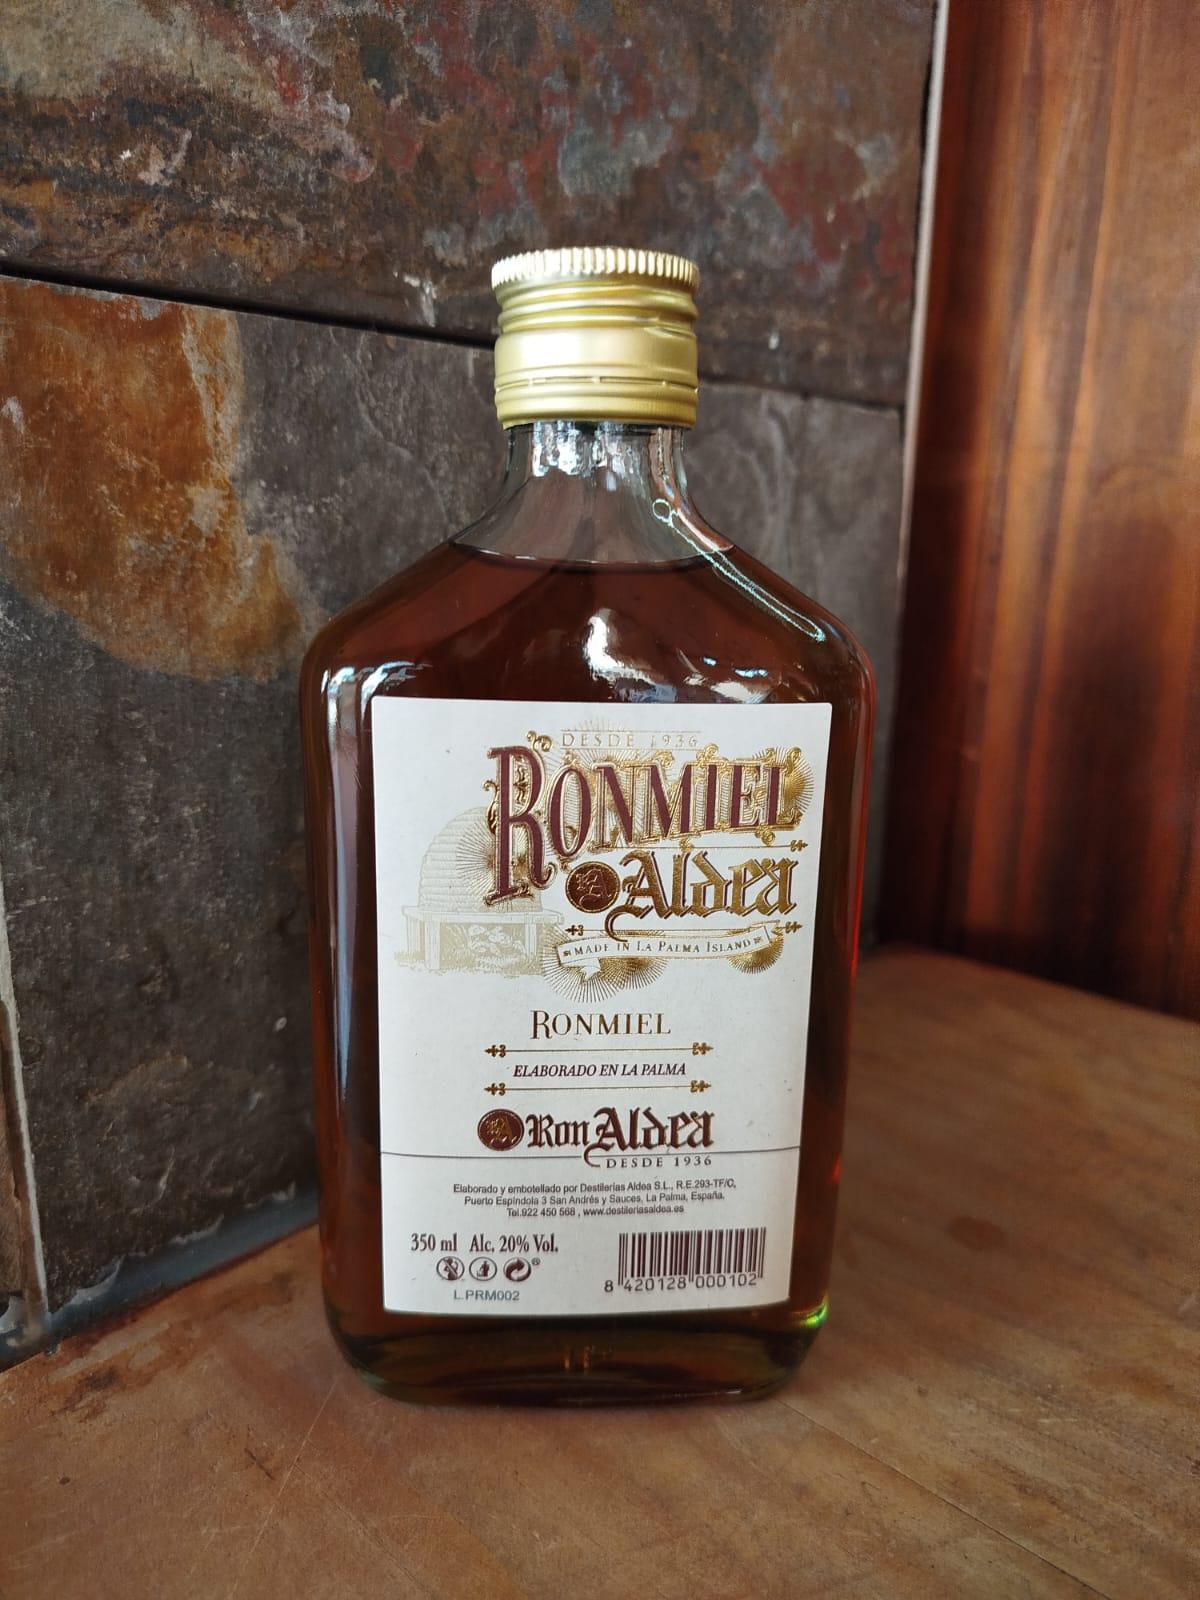 DESDE 1936
RONMIEL
A Aldea
MADE IN LA PALMA ISLAND
RONMIEL
ELABORADO EN LA PALMA
A Ron Aldea
DESDE 1936
Elaborado y embotellado por Destilerías Aldea S.L., R.E.293-TF/C,
Puerto Espíndola 3 San Andrés y Sauces, La Palma, España.
Tel.922 450 568 , www.destileriasaldea.es
350 ml Alc. 20% Vol.
L.PRM002
8 420128 000102